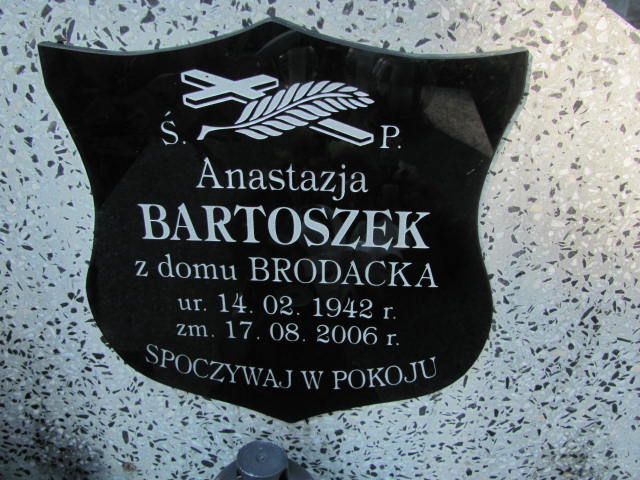 Ś. P.
Anastazja
BARTOSZEK
z domu BRODACKA
ur. 14. 02. 1942 r.
zm. 17. 08. 2006 r.
SPOCZYWAJ W POKOJU